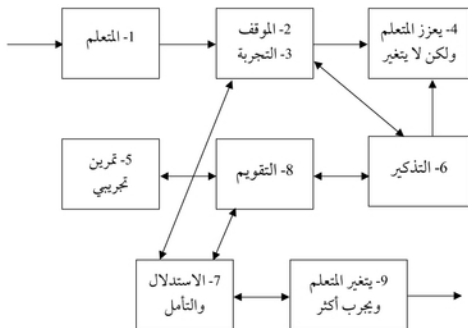 1- المتعلم
2- الموقف
3- التجربة
4- يعزز المتعلم
ولكن لا يتغير
5- تمرين
تجريبي
8- التقويم
6- التذكير
7- الاستدلال
والتأمل
9- يتغير المتعلم
ويجرب أكثر